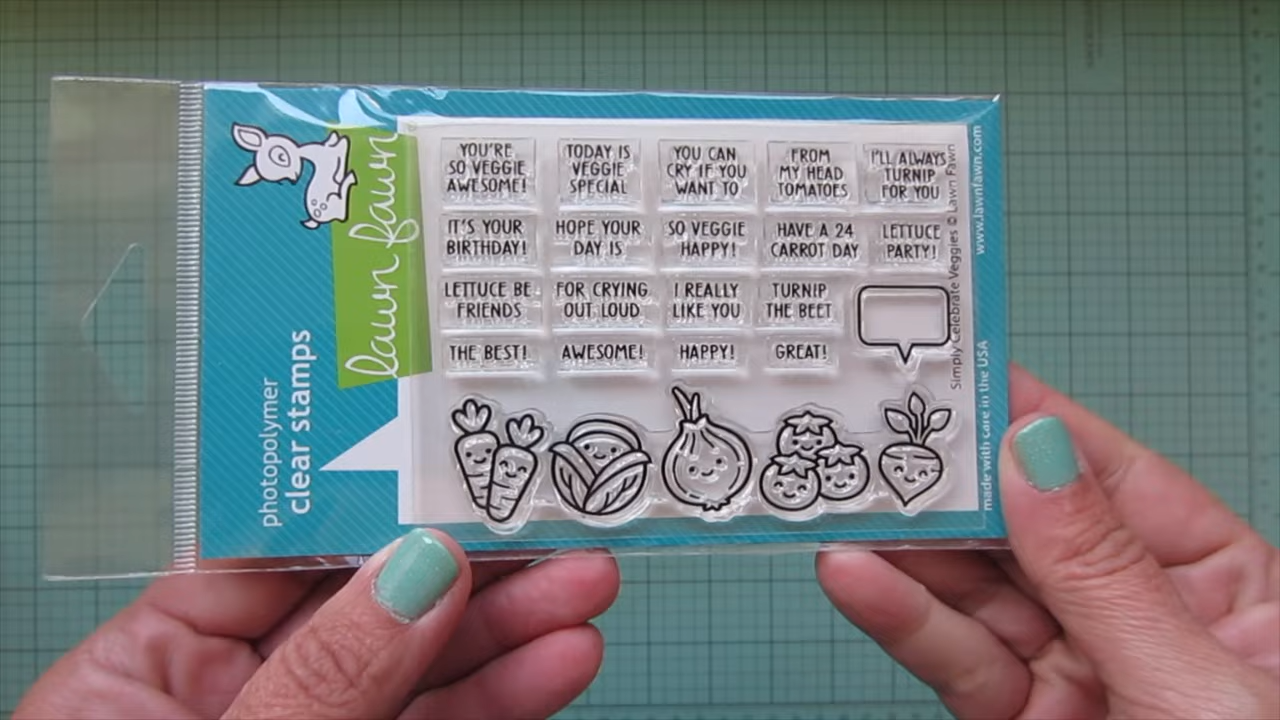 lawn fawn
photopolymer
clear stamps
YOU'RE
SO VEGGIE
AWESOME!
TODAY IS
VEGGIE
SPECIAL
YOU CAN
CRY IF YOU
WANT TO
FROM
MY HEAD
TOMATOES
I'LL ALWAYS
TURNIP
FOR YOU
IT'S YOUR
BIRTHDAY!
HOPE YOUR
DAY IS
SO VEGGIE
HAPPY!
HAVE A 24
CARROT DAY
LETTUCE
PARTY!
LETTUCE BE
FRIENDS
FOR CRYING
OUT LOUD
I REALLY
LIKE YOU
TURNIP
THE BEET
THE BEST!
AWESOME!
HAPPY!
GREAT!
Simply Celebrate Veggies © Lawn Fawn
made with care in the USA
www.lawnfawn.com